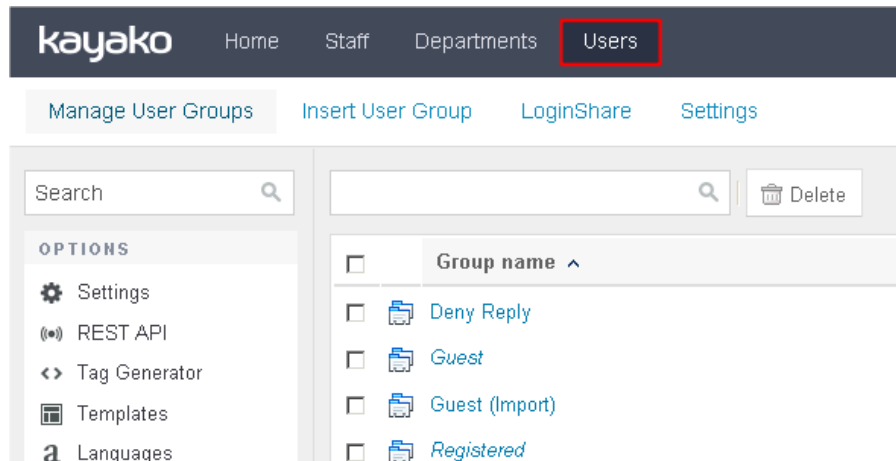 kayako Home Staff Departments Users
Manage User Groups Insert User Group LoginShare Settings
Search
Delete
OPTIONS
Group name
Settings
Deny Reply
REST API
Guest
Tag Generator
Guest (Import)
Templates
Registered
a Languages